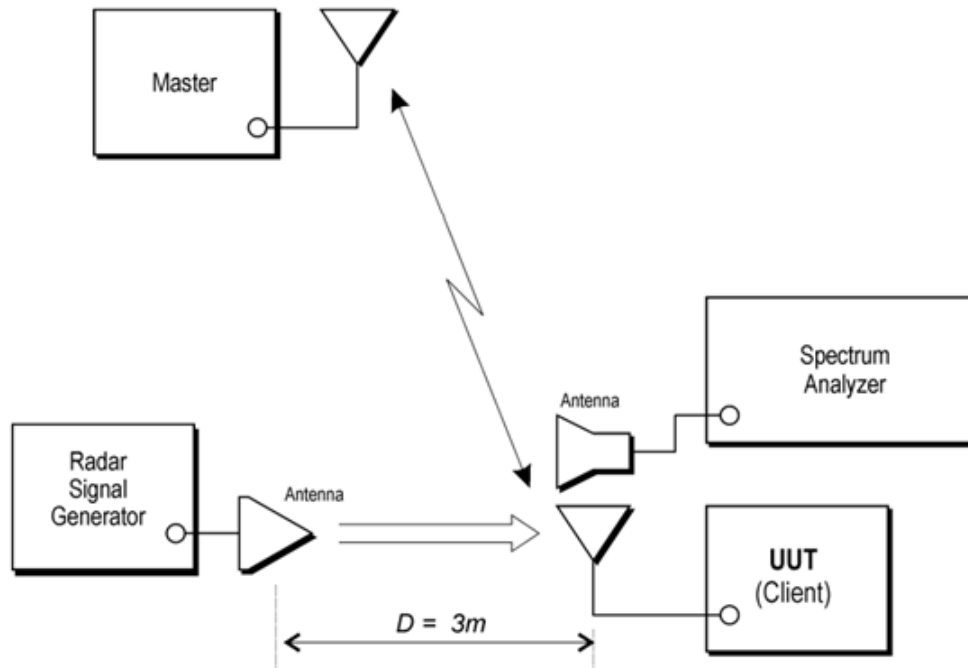 Master
Spectrum
Analyzer
Antenna
Radar
Signal
Generator
Antenna
UUT
(Client)
D = 3m